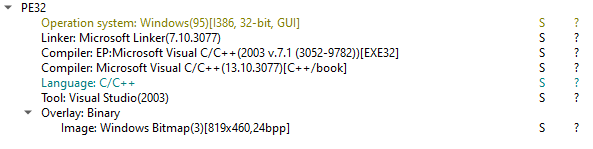 PE32
Operation system: Windows(95)[I386, 32-bit, GUI] S ?
Linker: Microsoft Linker(7.10.3077) S ?
Compiler: EP:Microsoft Visual C/C++(2003 v.7.1 (3052-9782))[EXE32] S ?
Compiler: Microsoft Visual C/C++(13.10.3077)[C++/book] S ?
Language: C/C++ S ?
Tool: Visual Studio(2003) S ?
Overlay: Binary
Image: Windows Bitmap(3)[819x460,24bpp] S ?